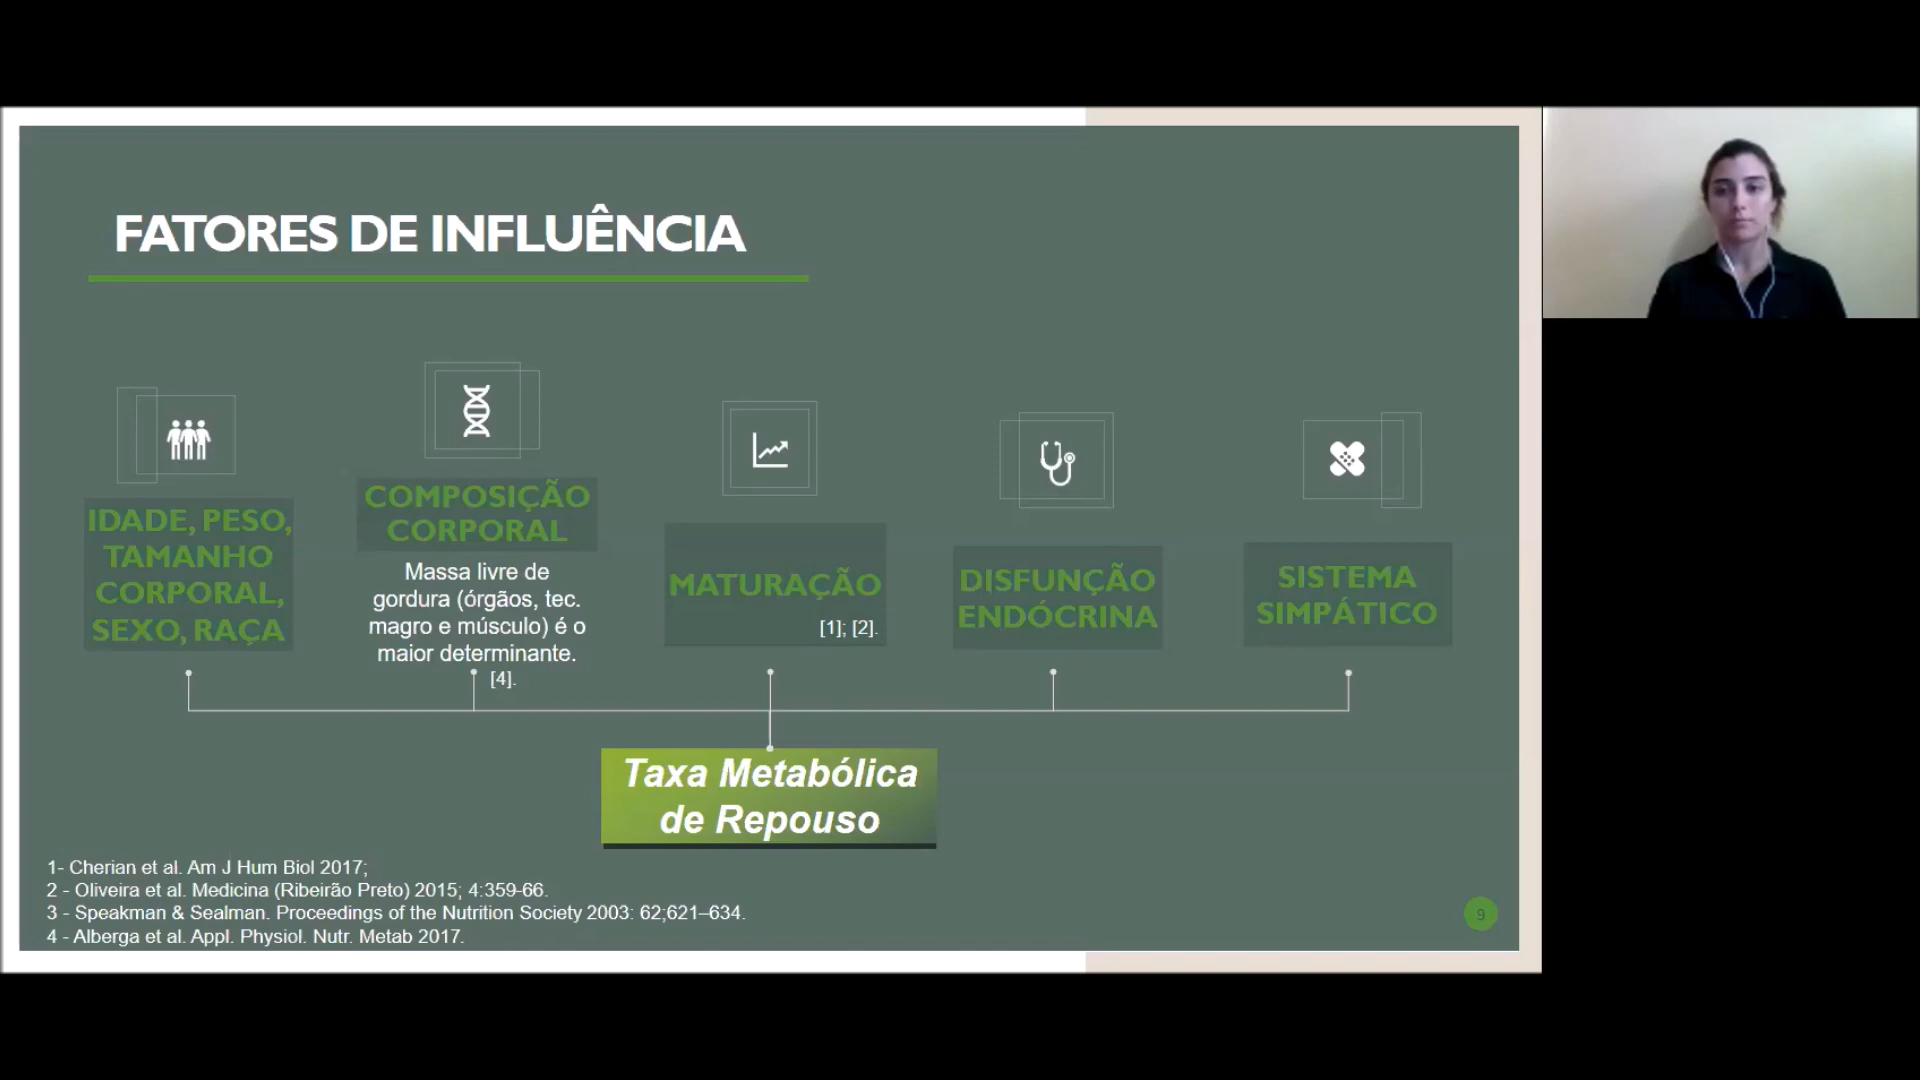 FATORES DE INFLUÊNCIA
IDADE, PESO,
TAMANHO
CORPORAL,
SEXO, RAÇA
COMPOSIÇÃO
CORPORAL
Massa livre de
gordura (órgãos, tec.
magro e músculo) é o
maior determinante.
[4].
MATURAÇÃO
[1]; [2].
DISFUNÇÃO
ENDÓCRINA
SISTEMA
SIMPÁTICO
Taxa Metabólica
de Repouso
1- Cherian et al. Am J Hum Biol 2017;
2 - Oliveira et al. Medicina (Ribeirão Preto) 2015; 4:359-66.
3 - Speakman & Sealman. Proceedings of the Nutrition Society 2003: 62;621–634.
4 - Alberga et al. Appl. Physiol. Nutr. Metab 2017.
9